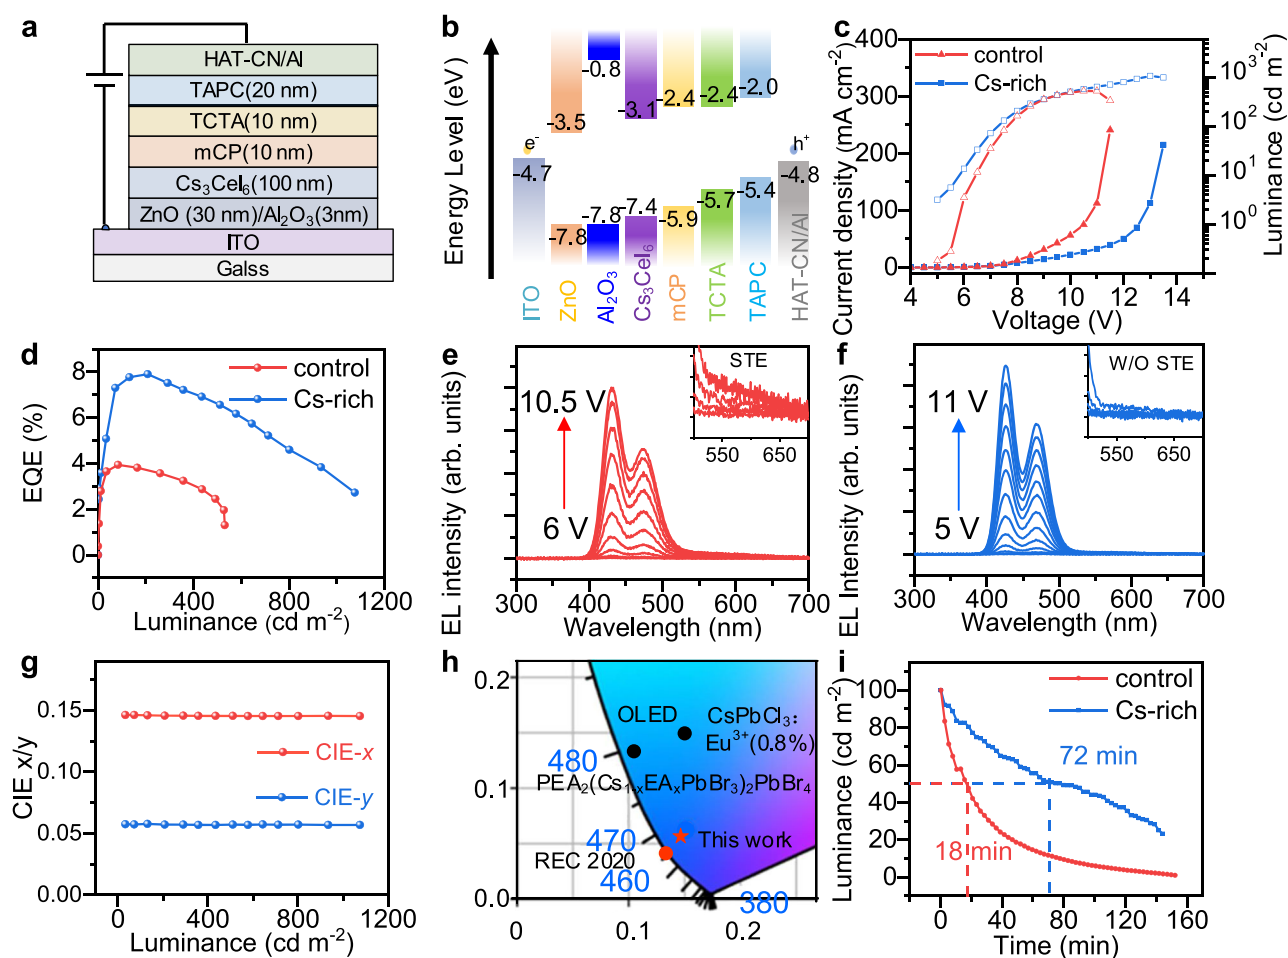 a
HAT-CN/Al
TAPC(20 nm)
TCTA(10 nm)
mCP(10 nm)
Cs₃CeI₆(100 nm)
ZnO (30 nm)/Al₂O₃(3nm)
ITO
Galss
b
Energy Level (eV)
e⁻
h⁺
-4.7
-3.5
-7.8
-0.8
-7.8
-3.1
-7.4
-2.4
-5.9
-2.4
-5.7
-2.0
-5.4
-4.8
ITO
ZnO
Al₂O₃
Cs₃CeI₆
mCP
TCTA
TAPC
HAT-CN/Al
c
control
Cs-rich
Current density(mA cm⁻²)
400
300
200
100
0
Luminance (cd m⁻²)
10³
10²
10¹
10⁰
4 6 8 10 12 14
Voltage (V)
d
control
Cs-rich
EQE (%)
8
6
4
2
0
0 400 800 1200
Luminance (cd m⁻²)
e
EL intensity (arb. units)
10.5 V
6 V
STE
550 650
300 400 500 600 700
Wavelength (nm)
f
EL Intensity (arb. units)
11 V
5 V
W/O STE
550 650
300 400 500 600 700
Wavelength (nm)
g
CIE x/y
0.15
0.10
0.05
0.00
CIE-x
CIE-y
0 400 800 1200
Luminance (cd m⁻²)
h
0.2
0.1
0.0
OLED
CsPbCl₃:
Eu³⁺(0.8%)
480
PEA₂(Cs₁₋ₓEAₓPbBr₃)₂PbBr₄
470
This work
REC 2020
460
380
0 0.1 0.2
i
control
Cs-rich
Luminance (cd m⁻²)
100
80
60
40
20
0
72 min
18 min
0 40 80 120 160
Time (min)